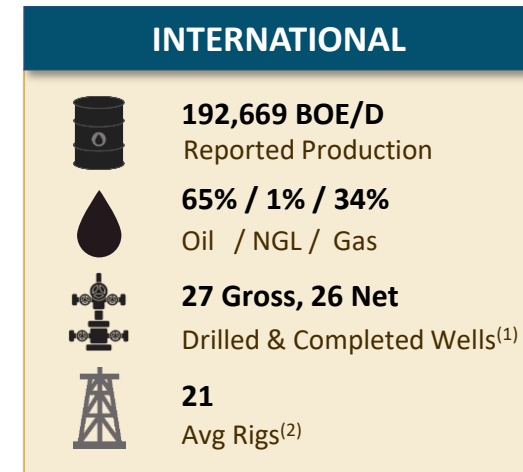 INTERNATIONAL
192,669 BOE/D
Reported Production
65% / 1% / 34%
Oil / NGL / Gas
27 Gross, 26 Net
Drilled & Completed Wells(1)
21
Avg Rigs(2)